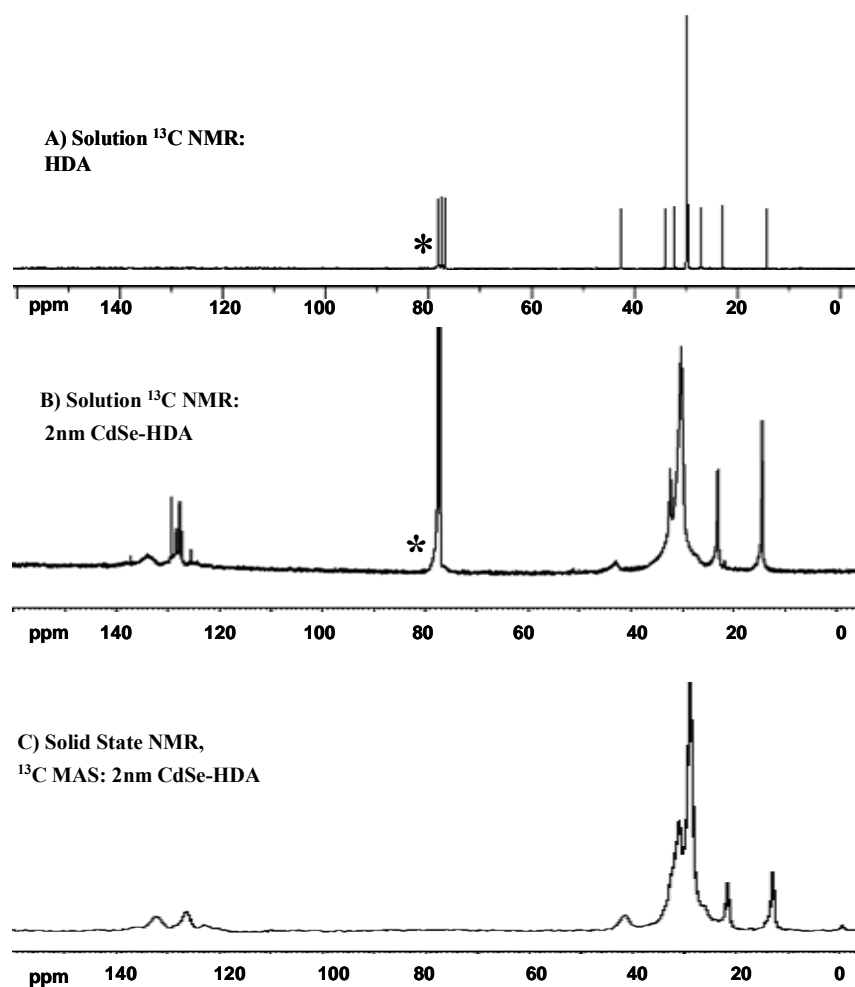 A) Solution ¹³C NMR:
HDA
*
ppm 140 120 100 80 60 40 20 0
B) Solution ¹³C NMR:
2nm CdSe-HDA
*
ppm 140 120 100 80 60 40 20 0
C) Solid State NMR,
¹³C MAS: 2nm CdSe-HDA
ppm 140 120 100 80 60 40 20 0